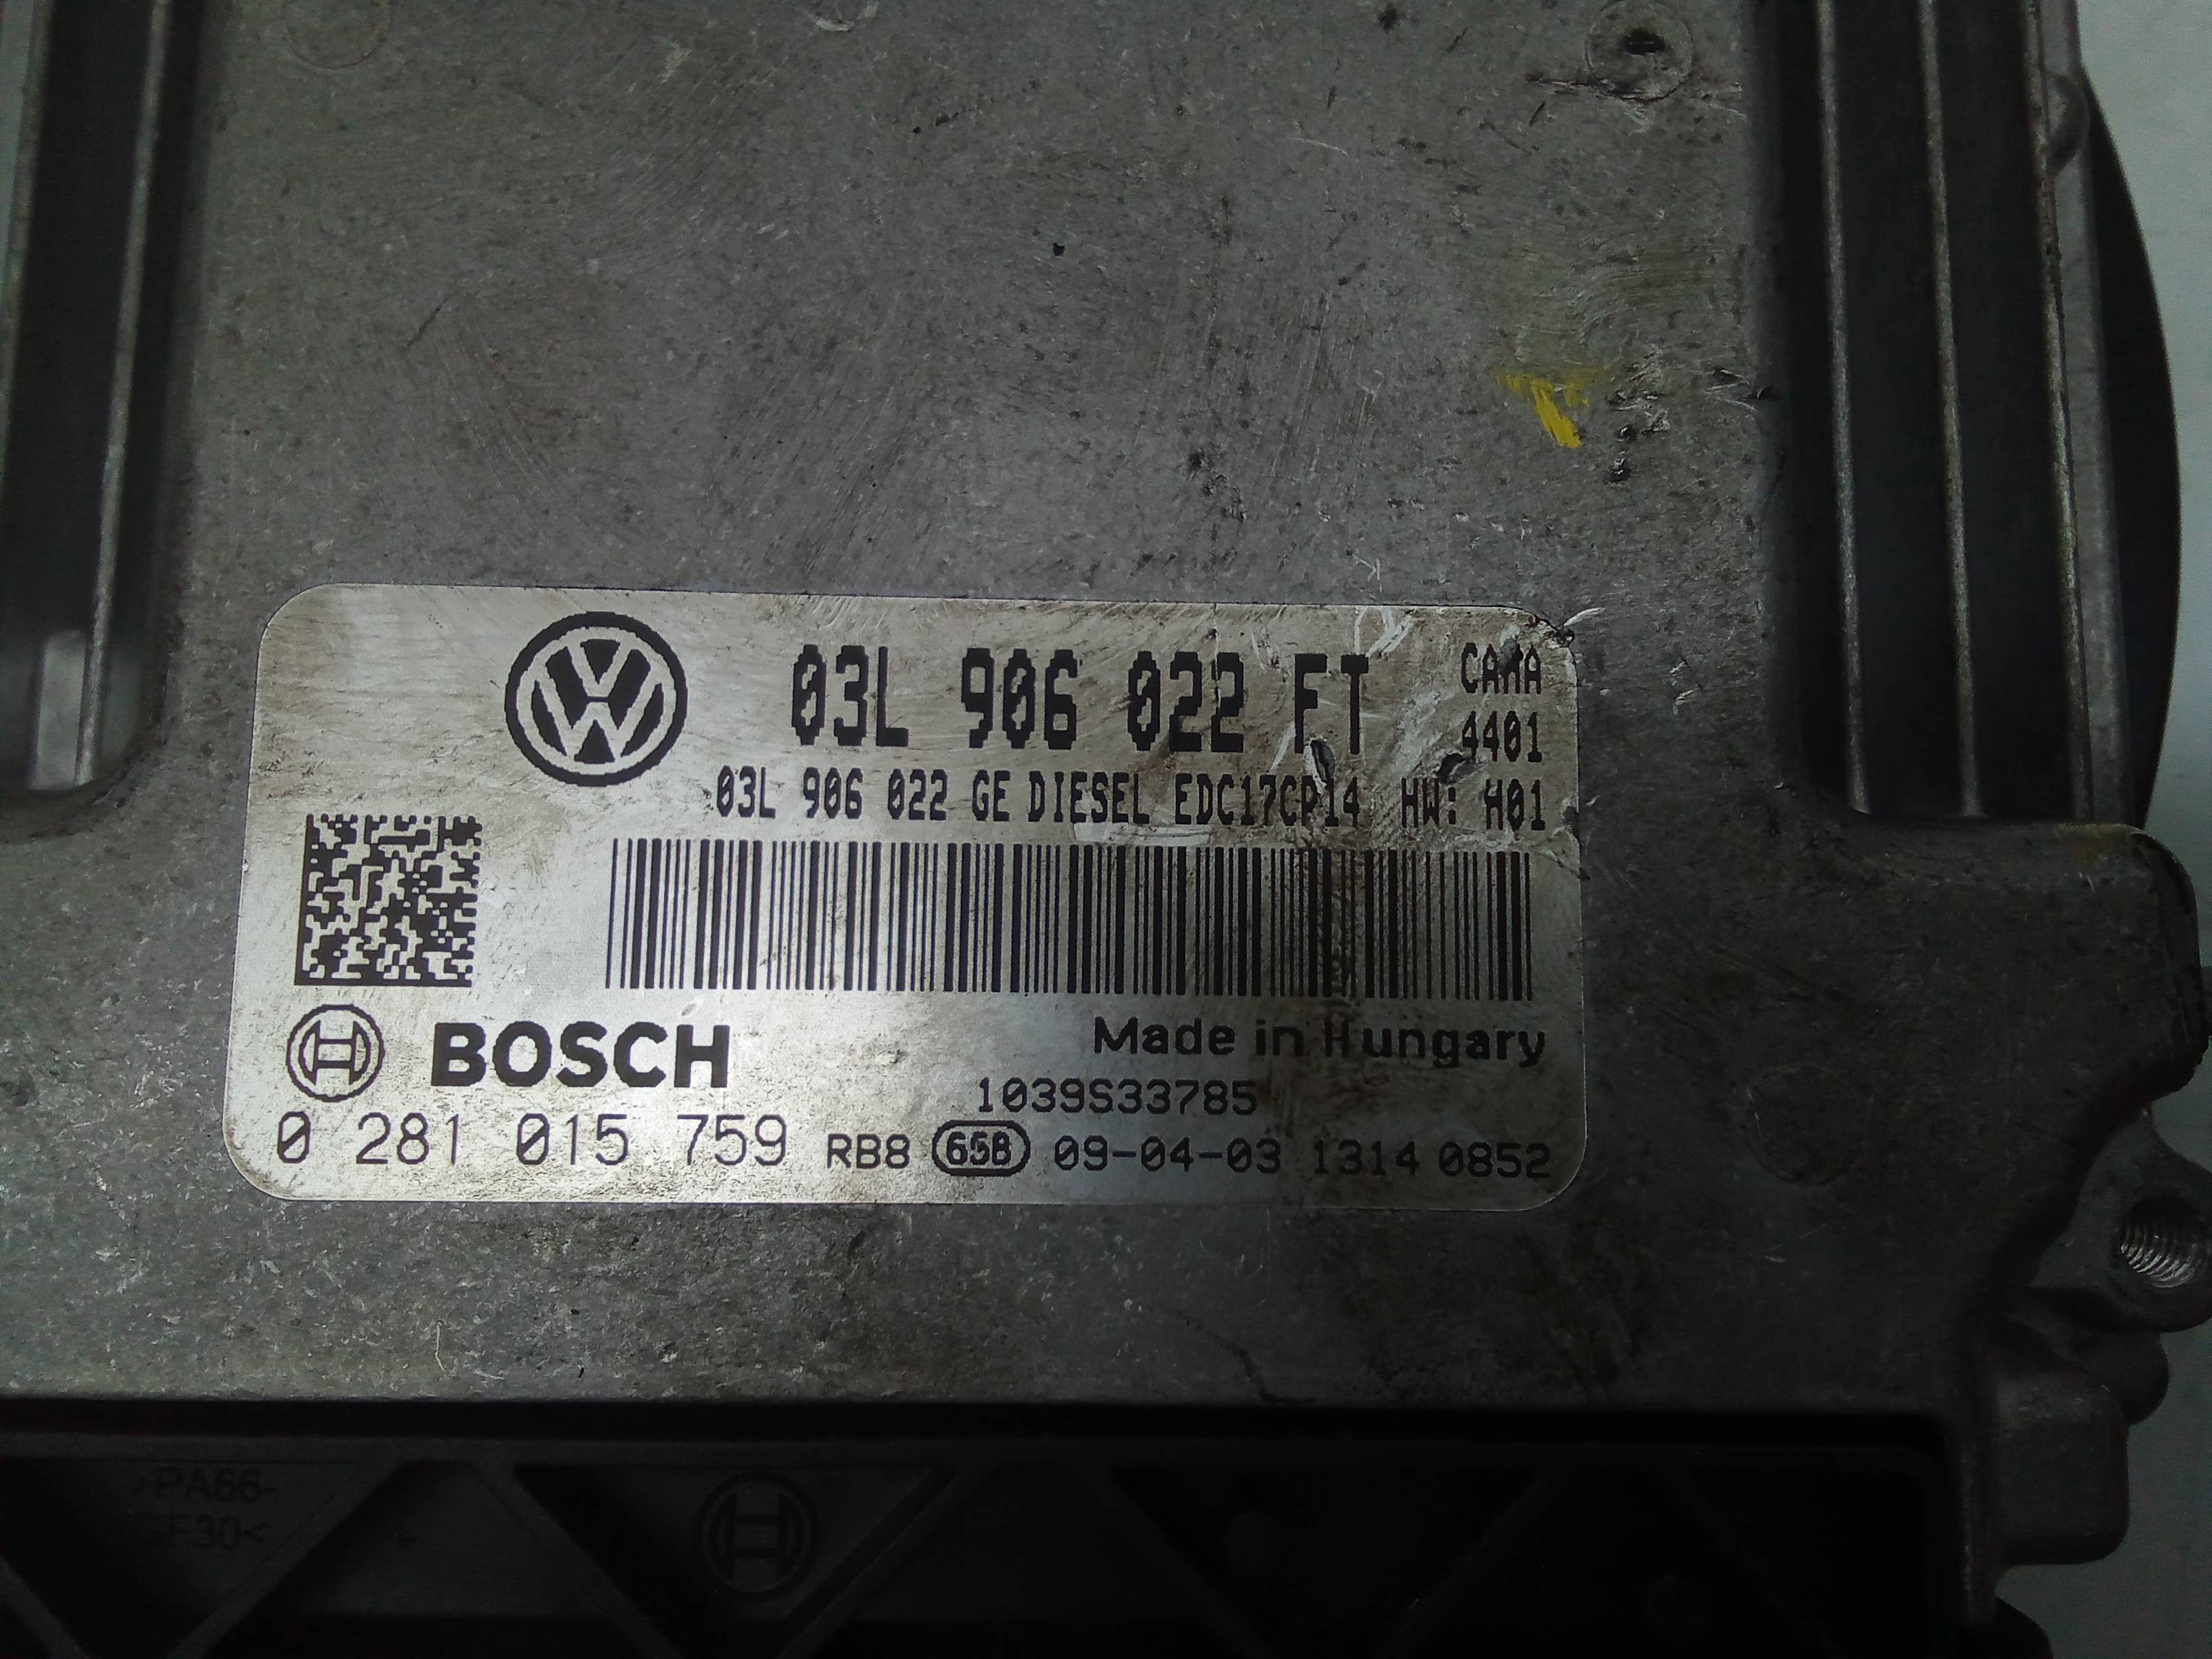 03L 906 022 FT CAMA
4401
03L 906 022 GE DIESEL EDC17CP14 HW: H01
BOSCH
Made in Hungary
1039S33785
0 281 015 759 RB8 65B 09-04-03 1314 0852
>PA66-
GF30<